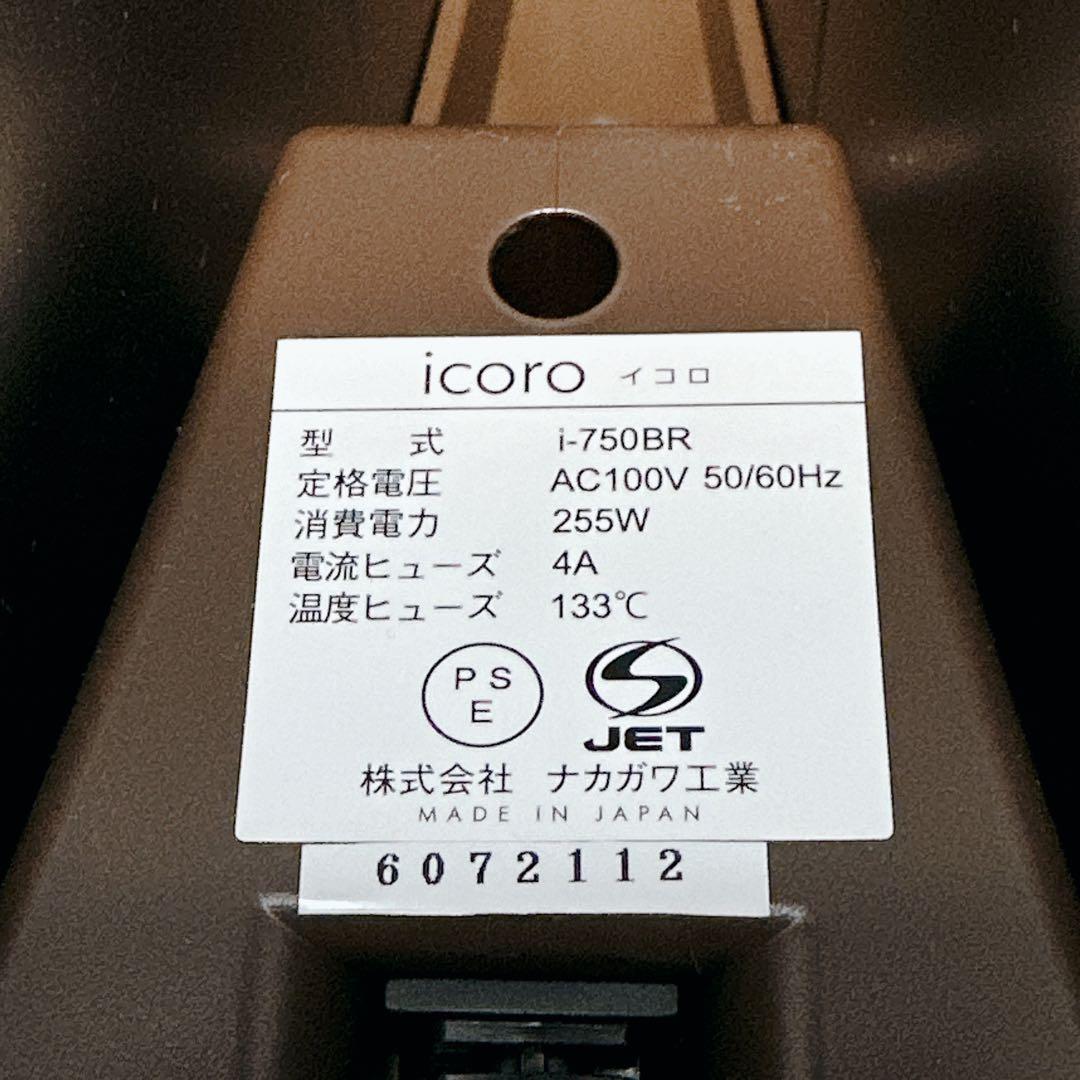 icoro イコロ
型 式 i-750BR
定格電圧 AC100V 50/60Hz
消費電力 255W
電流ヒューズ 4A
温度ヒューズ 133℃
P S
E
JET
株式会社 ナカガワ工業
MADE IN JAPAN
6072112